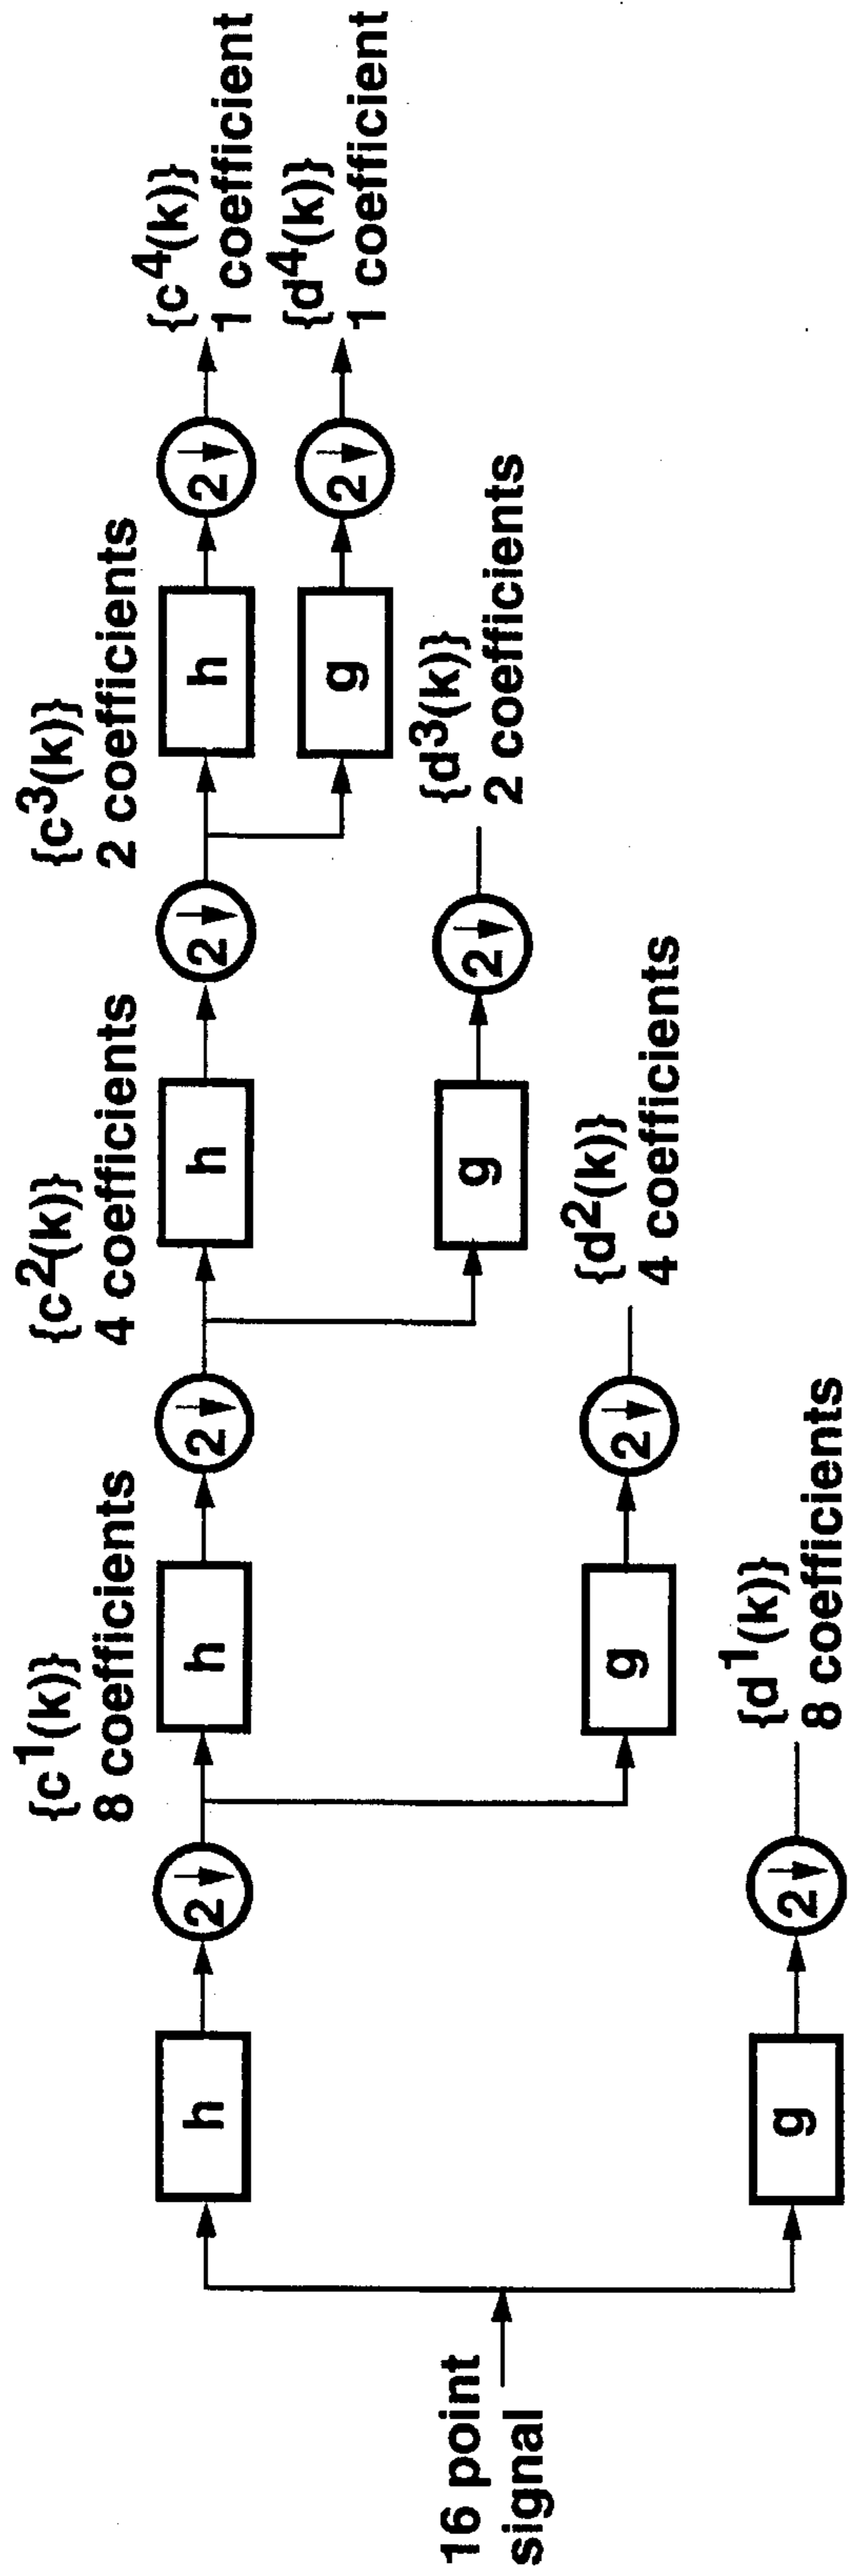 16 point
signal
h
2↓
{c¹(k)}
8 coefficients
h
2↓
{c²(k)}
4 coefficients
h
2↓
{c³(k)}
2 coefficients
h
2↓
{c⁴(k)}
1 coefficient
g
2↓
{d⁴(k)}
1 coefficient
g
2↓
{d³(k)}
2 coefficients
g
2↓
{d²(k)}
4 coefficients
g
2↓
{d¹(k)}
8 coefficients